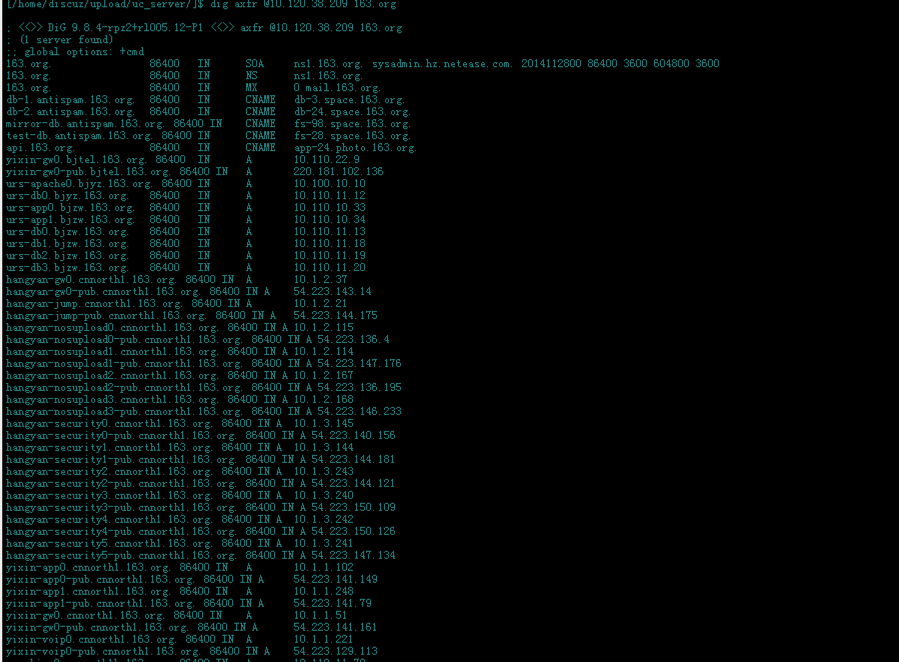 [/home/discuz/upload/uc_server/]$ dig axfr @10.120.38.209 163.org
; <<>> DiG 9.8.4-rpz2+rl005.12-P1 <<>> axfr @10.120.38.209 163.org
; (1 server found)
;; global options: +cmd
163.org. 86400 IN SOA ns1.163.org. sysadmin.hz.netease.com. 2014112800 86400 3600 604800 3600
163.org. 86400 IN NS ns1.163.org.
163.org. 86400 IN MX 0 mail.163.org.
db-1.antispam.163.org. 86400 IN CNAME db-3.space.163.org.
db-2.antispam.163.org. 86400 IN CNAME db-24.space.163.org.
mirror-db.antispam.163.org. 86400 IN CNAME fs-98.space.163.org.
test-db.antispam.163.org. 86400 IN CNAME fs-28.space.163.org.
api.163.org. 86400 IN CNAME app-24.photo.163.org.
yixin-gw0.bjtel.163.org. 86400 IN A 10.110.22.9
yixin-gw0-pub.bjtel.163.org. 86400 IN A 220.181.102.136
urs-apache0.bjyz.163.org. 86400 IN A 10.100.10.10
urs-db0.bjyz.163.org. 86400 IN A 10.110.11.12
urs-app0.bjzw.163.org. 86400 IN A 10.110.10.33
urs-app1.bjzw.163.org. 86400 IN A 10.110.10.34
urs-db0.bjzw.163.org. 86400 IN A 10.110.11.13
urs-db1.bjzw.163.org. 86400 IN A 10.110.11.18
urs-db2.bjzw.163.org. 86400 IN A 10.110.11.19
urs-db3.bjzw.163.org. 86400 IN A 10.110.11.20
hangyan-gw0.cnnorth1.163.org. 86400 IN A 10.1.2.37
hangyan-gw0-pub.cnnorth1.163.org. 86400 IN A 54.223.143.14
hangyan-jump.cnnorth1.163.org. 86400 IN A 10.1.2.21
hangyan-jump-pub.cnnorth1.163.org. 86400 IN A 54.223.144.175
hangyan-nosupload0.cnnorth1.163.org. 86400 IN A 10.1.2.115
hangyan-nosupload0-pub.cnnorth1.163.org. 86400 IN A 54.223.136.4
hangyan-nosupload1.cnnorth1.163.org. 86400 IN A 10.1.2.114
hangyan-nosupload1-pub.cnnorth1.163.org. 86400 IN A 54.223.147.176
hangyan-nosupload2.cnnorth1.163.org. 86400 IN A 10.1.2.167
hangyan-nosupload2-pub.cnnorth1.163.org. 86400 IN A 54.223.136.195
hangyan-nosupload3.cnnorth1.163.org. 86400 IN A 10.1.2.168
hangyan-nosupload3-pub.cnnorth1.163.org. 86400 IN A 54.223.146.233
hangyan-security0.cnnorth1.163.org. 86400 IN A 10.1.3.145
hangyan-security0-pub.cnnorth1.163.org. 86400 IN A 54.223.140.156
hangyan-security1.cnnorth1.163.org. 86400 IN A 10.1.3.144
hangyan-security1-pub.cnnorth1.163.org. 86400 IN A 54.223.144.181
hangyan-security2.cnnorth1.163.org. 86400 IN A 10.1.3.243
hangyan-security2-pub.cnnorth1.163.org. 86400 IN A 54.223.144.121
hangyan-security3.cnnorth1.163.org. 86400 IN A 10.1.3.240
hangyan-security3-pub.cnnorth1.163.org. 86400 IN A 54.223.150.109
hangyan-security4.cnnorth1.163.org. 86400 IN A 10.1.3.242
hangyan-security4-pub.cnnorth1.163.org. 86400 IN A 54.223.150.126
hangyan-security5.cnnorth1.163.org. 86400 IN A 10.1.3.241
hangyan-security5-pub.cnnorth1.163.org. 86400 IN A 54.223.147.134
yixin-app0.cnnorth1.163.org. 86400 IN A 10.1.1.102
yixin-app0-pub.cnnorth1.163.org. 86400 IN A 54.223.141.149
yixin-app1.cnnorth1.163.org. 86400 IN A 10.1.1.248
yixin-app1-pub.cnnorth1.163.org. 86400 IN A 54.223.141.79
yixin-gw0.cnnorth1.163.org. 86400 IN A 10.1.1.51
yixin-gw0-pub.cnnorth1.163.org. 86400 IN A 54.223.141.161
yixin-voip0.cnnorth1.163.org. 86400 IN A 10.1.1.221
yixin-voip0-pub.cnnorth1.163.org. 86400 IN A 54.223.129.113